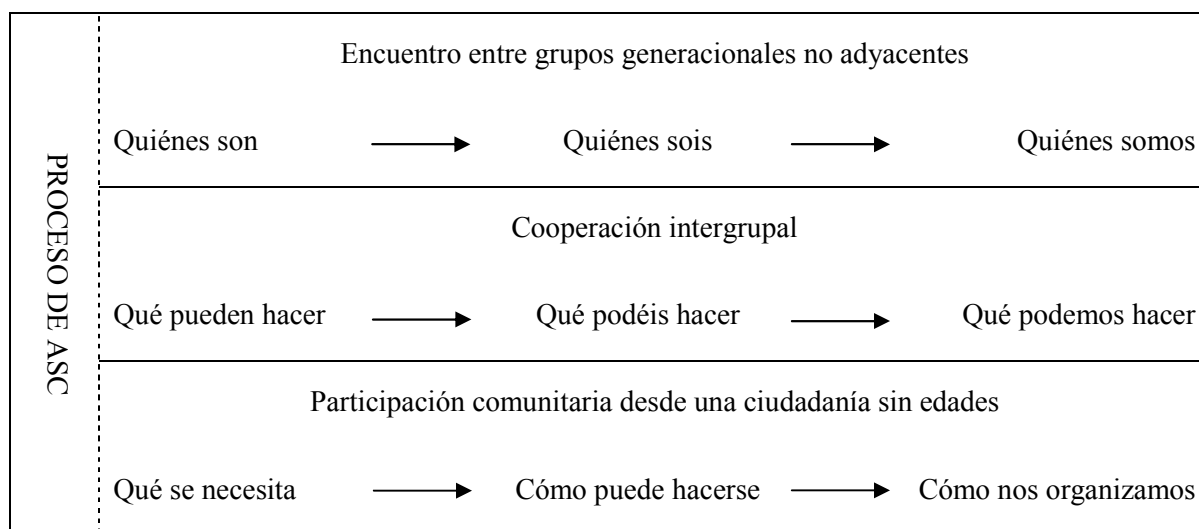 PROCESO DE ASC
Encuentro entre grupos generacionales no adyacentes
Quiénes son Quiénes sois Quiénes somos
Cooperación intergrupal
Qué pueden hacer Qué podéis hacer Qué podemos hacer
Participación comunitaria desde una ciudadanía sin edades
Qué se necesita Cómo puede hacerse Cómo nos organizamos